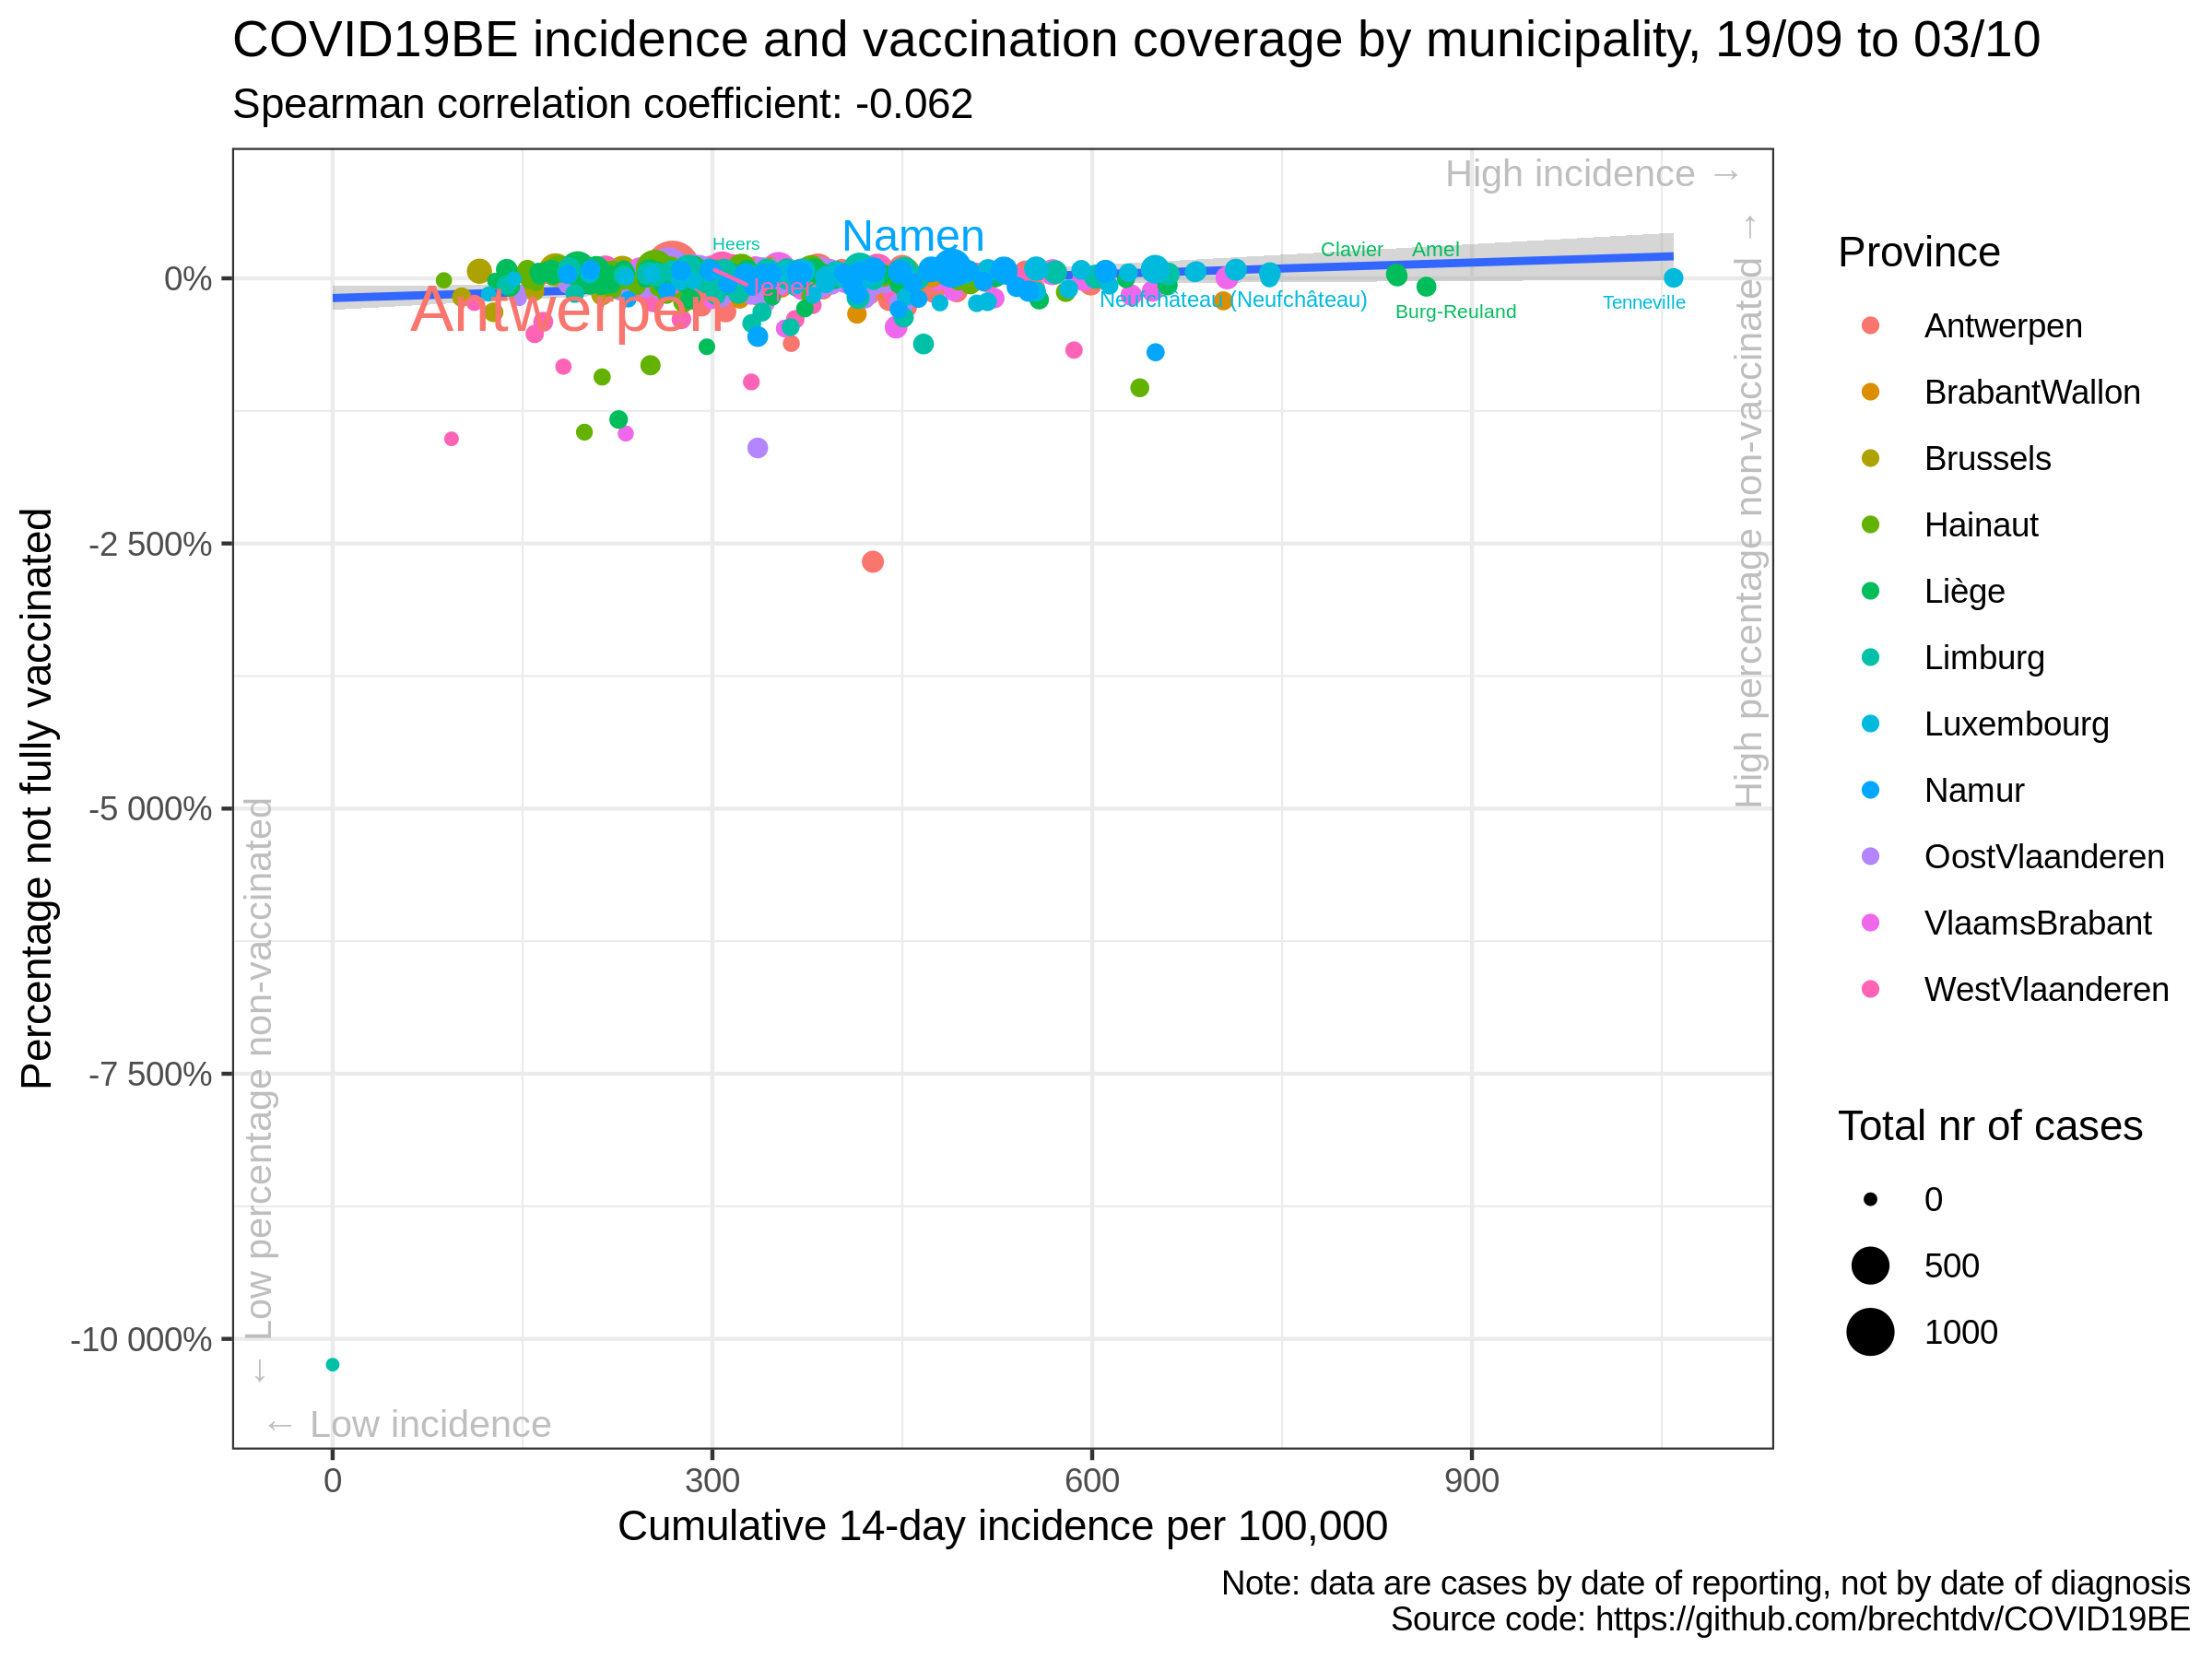 COVID19BE incidence and vaccination coverage by municipality, 19/09 to 03/10
Spearman correlation coefficient: -0.062
High incidence →
High percentage non-vaccinated →
Namen
Heers
Ieper
Antwerpen
Clavier
Amel
Neufchâteau (Neufchâteau)
Burg-Reuland
Tenneville
Percentage not fully vaccinated
0%
-2 500%
-5 000%
-7 500%
-10 000%
← Low percentage non-vaccinated
← Low incidence
0
300
600
900
Cumulative 14-day incidence per 100,000
Province
Antwerpen
BrabantWallon
Brussels
Hainaut
Liège
Limburg
Luxembourg
Namur
OostVlaanderen
VlaamsBrabant
WestVlaanderen
Total nr of cases
0
500
1000
Note: data are cases by date of reporting, not by date of diagnosis
Source code: https://github.com/brechtdv/COVID19BE